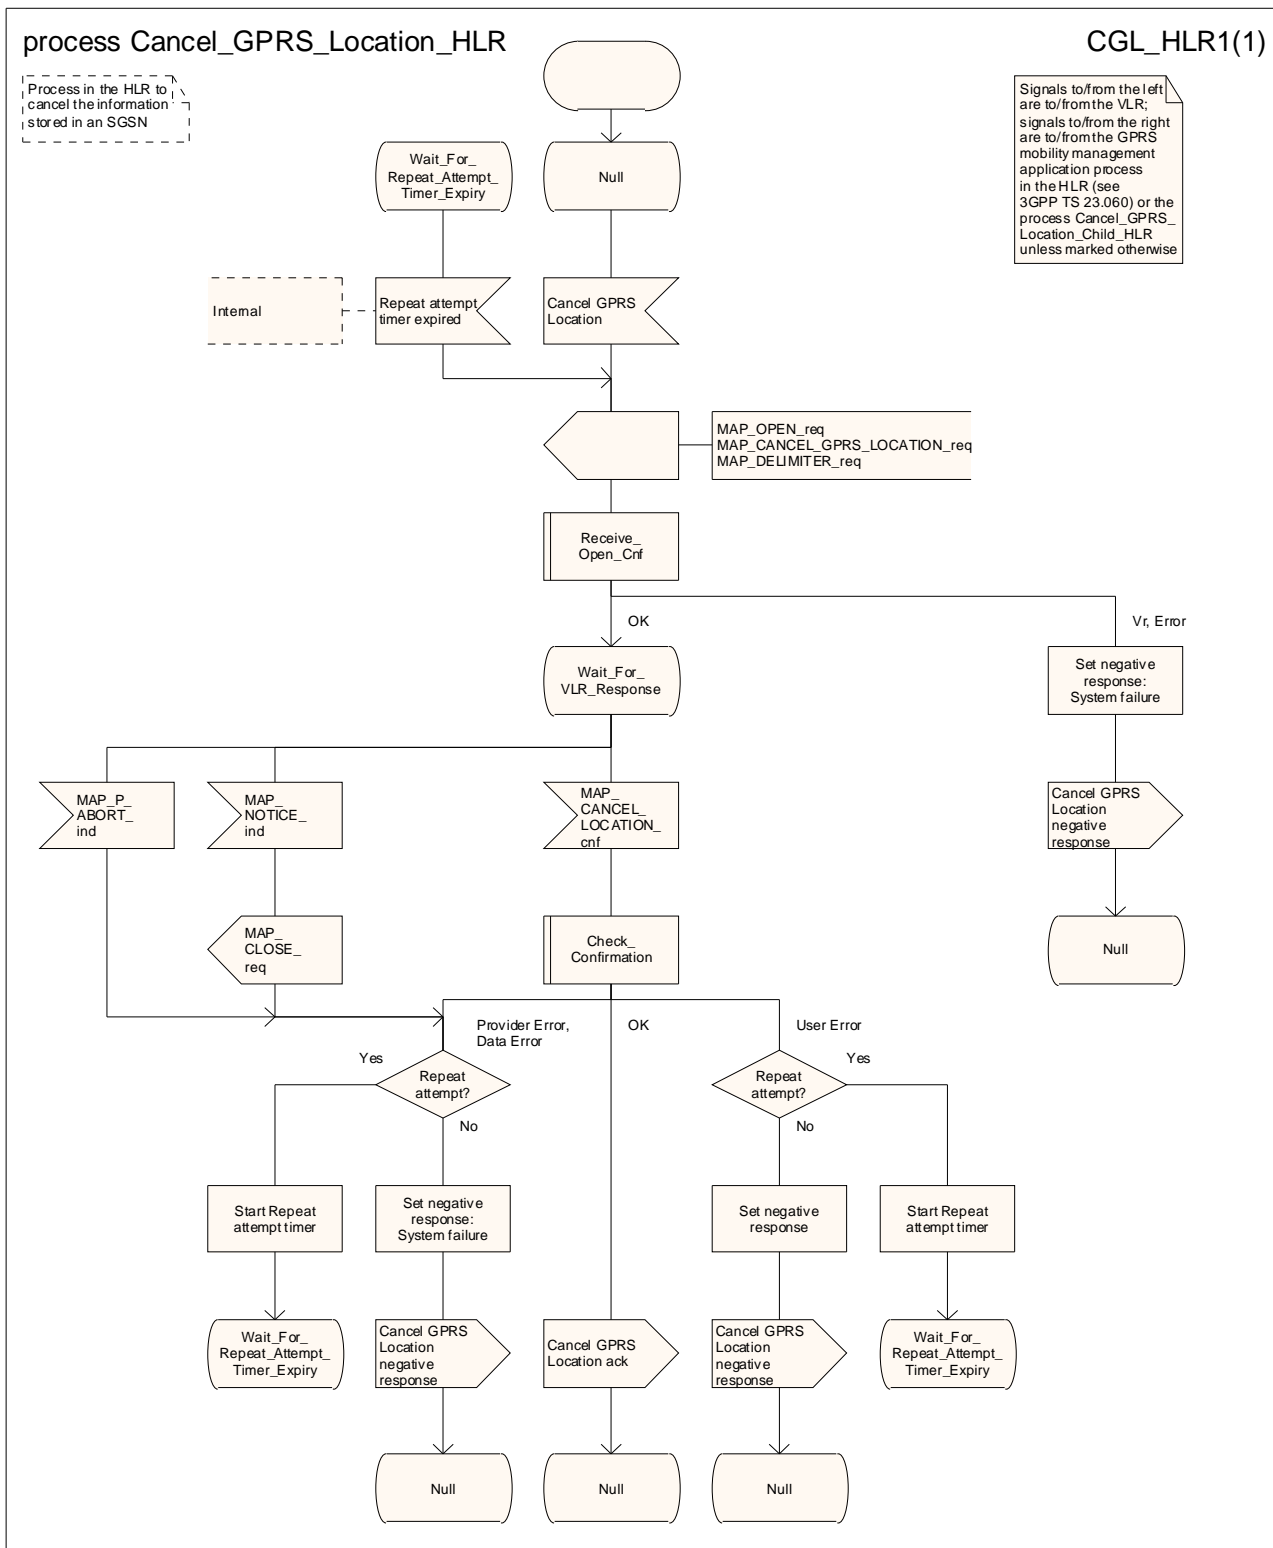 process Cancel_GPRS_Location_HLR
CGL_HLR1(1)
Process in the HLR to
cancel the information
stored in an SGSN
Signals to/from the left
are to/from the VLR;
signals to/from the right
are to/from the GPRS
mobility management
application process
in the HLR (see
3GPP TS 23.060) or the
process Cancel_GPRS_
Location_Child_HLR
unless marked otherwise
Wait_For_
Repeat_Attempt_
Timer_Expiry
Null
Internal
Repeat attempt
timer expired
Cancel GPRS
Location
MAP_OPEN_req
MAP_CANCEL_GPRS_LOCATION_req
MAP_DELIMITER_req
Receive_
Open_Cnf
OK
Vr, Error
Wait_For_
VLR_Response
Set negative
response:
System failure
MAP_P_
ABORT_
ind
MAP_
NOTICE_
ind
MAP_
CANCEL_
LOCATION_
cnf
Cancel GPRS
Location
negative
response
MAP_
CLOSE_
req
Check_
Confirmation
Null
Provider Error,
Data Error
OK
User Error
Yes
Repeat
attempt?
No
Repeat
attempt?
Yes
No
Start Repeat
attempt timer
Set negative
response:
System failure
Set negative
response
Start Repeat
attempt timer
Wait_For_
Repeat_Attempt_
Timer_Expiry
Cancel GPRS
Location
negative
response
Cancel GPRS
Location ack
Cancel GPRS
Location
negative
response
Wait_For_
Repeat_Attempt_
Timer_Expiry
Null
Null
Null